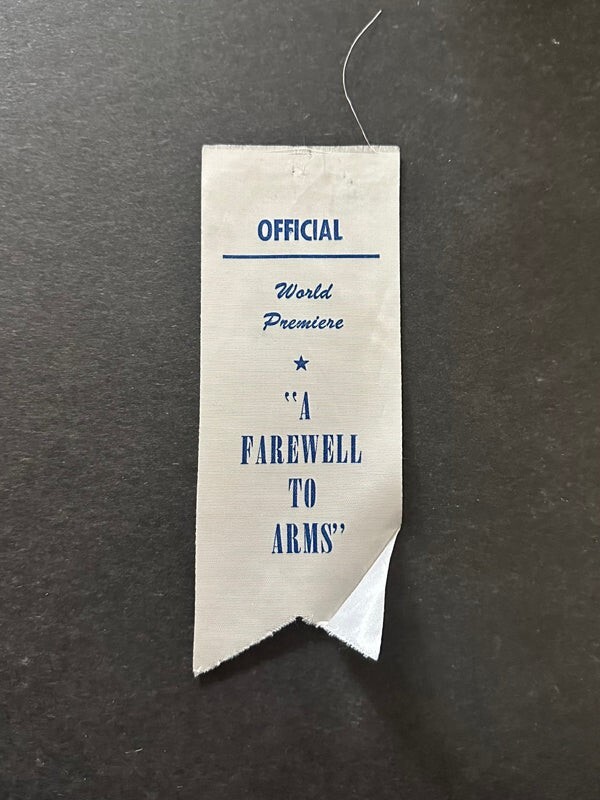 OFFICIAL
World
Premiere
★
“A
FAREWELL
TO
ARMS”